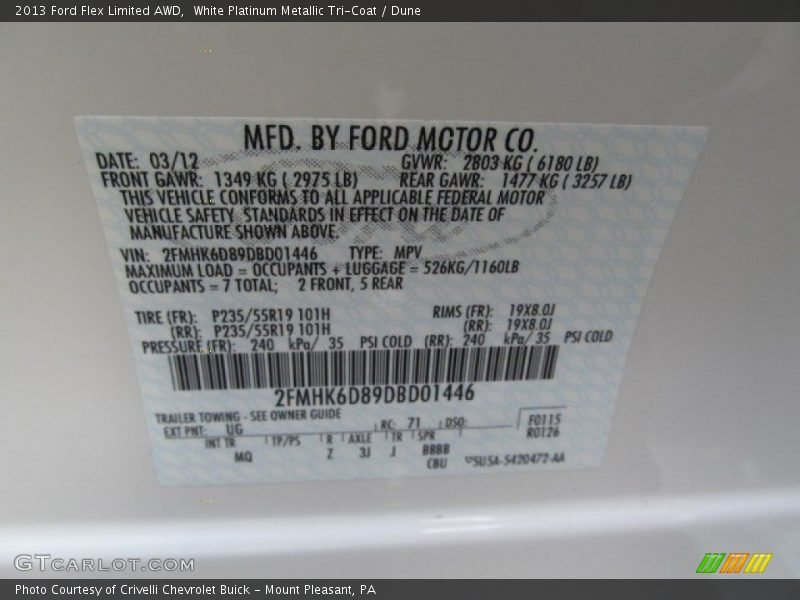 2013 Ford Flex Limited AWD, White Platinum Metallic Tri-Coat / Dune
MFD. BY FORD MOTOR CO.
DATE: 03/12 GVWR: 2803 KG ( 6180 LB)
FRONT GAWR: 1349 KG ( 2975 LB) REAR GAWR: 1477 KG ( 3257 LB)
THIS VEHICLE CONFORMS TO ALL APPLICABLE FEDERAL MOTOR
VEHICLE SAFETY STANDARDS IN EFFECT ON THE DATE OF
MANUFACTURE SHOWN ABOVE.
VIN: 2FMHK6D89DBD01446 TYPE: MPV
MAXIMUM LOAD = OCCUPANTS + LUGGAGE = 526KG/1160LB
OCCUPANTS = 7 TOTAL; 2 FRONT, 5 REAR
TIRE (FR): P235/55R19 101H RIMS (FR): 19X8.0J
(RR): P235/55R19 101H (RR): 19X8.0J
PRESSURE (FR): 240 kPa/ 35 PSI COLD (RR): 240 kPa/ 35 PSI COLD
2FMHK6D89DBD01446
TRAILER TOWING - SEE OWNER GUIDE
EXT PNT: UG RC: 71 DSO: F0115
R0126
INT TR TP/PS R AXLE TR SPR
MQ Z 3J J BBBB
CBU SUSA-5420472-AA
GTCARLOT.COM
Photo Courtesy of Crivelli Chevrolet Buick - Mount Pleasant, PA